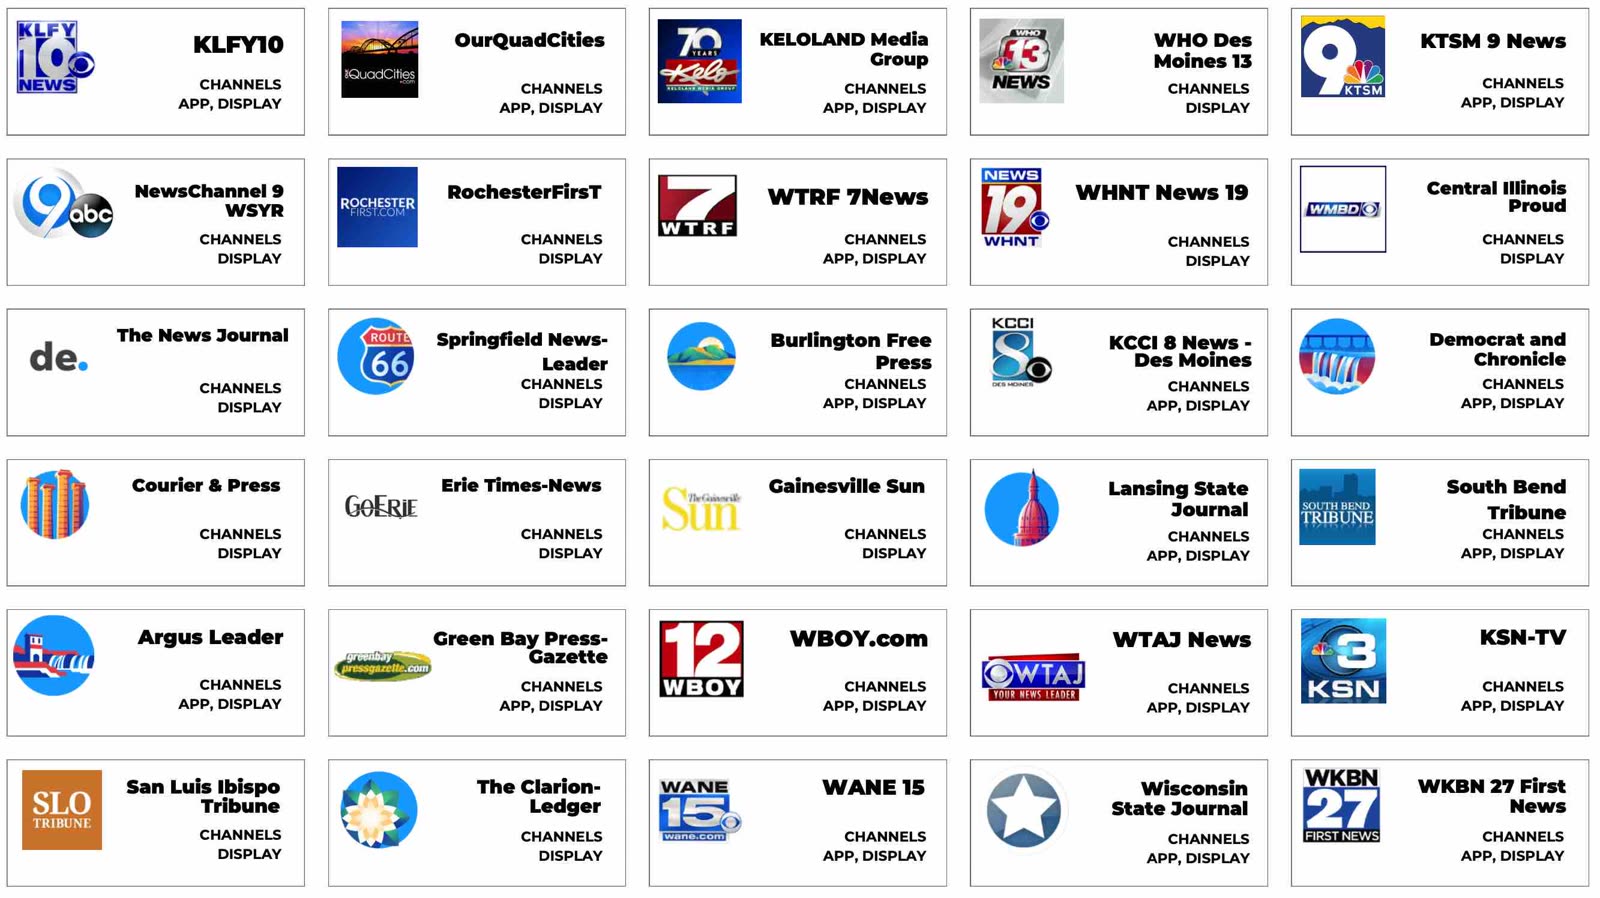 KLFY
10
NEWS
KLFY10
CHANNELS
APP, DISPLAY
QuadCities
.com
OurQuadCities
CHANNELS
APP, DISPLAY
70
YEARS
Kelo
KELOLAND MEDIA GROUP
KELOLAND Media
Group
CHANNELS
APP, DISPLAY
WHO
13
NEWS
WHO Des
Moines 13
CHANNELS
DISPLAY
9
KTSM
KTSM 9 News
CHANNELS
APP, DISPLAY
9
abc
NewsChannel 9
WSYR
CHANNELS
DISPLAY
ROCHESTER
FIRST.COM
RochesterFirsT
CHANNELS
DISPLAY
7
WTRF
WTRF 7News
CHANNELS
APP, DISPLAY
NEWS
19
WHNT
WHNT News 19
CHANNELS
DISPLAY
WMBD
Central Illinois
Proud
CHANNELS
DISPLAY
de.
The News Journal
CHANNELS
DISPLAY
ROUTE
66
Springfield News-
Leader
CHANNELS
DISPLAY
Burlington Free
Press
CHANNELS
APP, DISPLAY
KCCI
8
DES MOINES
KCCI 8 News -
Des Moines
CHANNELS
APP, DISPLAY
Democrat and
Chronicle
CHANNELS
APP, DISPLAY
Courier & Press
CHANNELS
DISPLAY
GoErie
Erie Times-News
CHANNELS
DISPLAY
The Gainesville
Sun
Gainesville Sun
CHANNELS
DISPLAY
Lansing State
Journal
CHANNELS
APP, DISPLAY
SOUTH BEND
TRIBUNE
South Bend
Tribune
CHANNELS
APP, DISPLAY
Argus Leader
CHANNELS
APP, DISPLAY
greenbay
pressgazette.com
Green Bay Press-
Gazette
CHANNELS
APP, DISPLAY
12
WBOY
WBOY.com
CHANNELS
APP, DISPLAY
WTAJ
YOUR NEWS LEADER
WTAJ News
CHANNELS
APP, DISPLAY
3
KSN
KSN-TV
CHANNELS
APP, DISPLAY
SLO
TRIBUNE
San Luis Ibispo
Tribune
CHANNELS
DISPLAY
The Clarion-
Ledger
CHANNELS
DISPLAY
WANE
15
wane.com
WANE 15
CHANNELS
APP, DISPLAY
Wisconsin
State Journal
CHANNELS
APP, DISPLAY
WKBN
27
FIRST NEWS
WKBN 27 First
News
CHANNELS
APP, DISPLAY